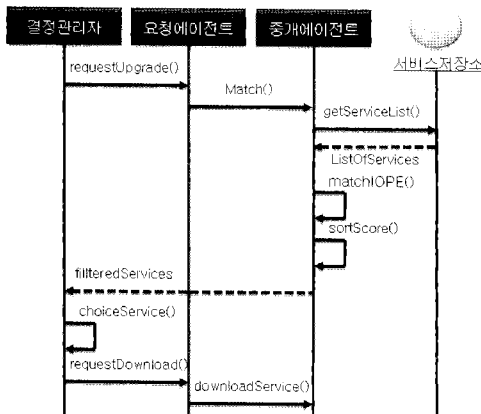 결정관리자
요청에이전트
중개에이전트
서비스저장소
requestUpgrade()
Match()
getServiceList()
ListOfServices
matchIOPE()
sortScore()
fillteredServices
choiceService()
requestDownload()
downloadService()